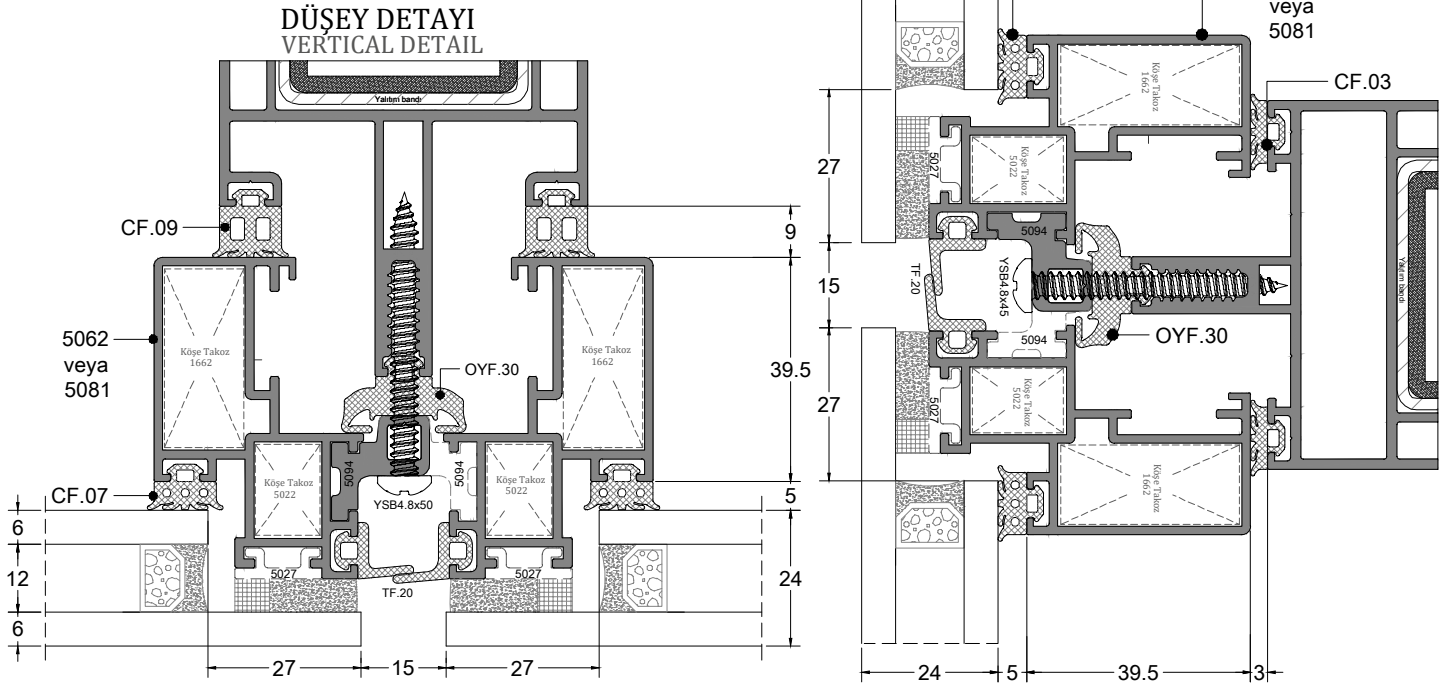 DÜŞEY DETAYI
VERTICAL DETAIL
Yalıtım bandı
CF.09
5062
veya
5081
Köşe Takoz
1662
Köşe Takoz
1662
OYF.30
CF.07
Köşe Takoz
5022
5094
5094
Köşe Takoz
5022
YSB4.8x50
5027
5027
TF.20
9
39.5
5
24
6
12
6
27
15
27
veya
5081
Köşe Takoz
1662
CF.03
27
5027
Köşe Takoz
5022
5094
15
TF.20
YSB4.8x45
Yalıtım bandı
5094
OYF.30
27
5027
Köşe Takoz
5022
Köşe Takoz
1662
24
5
39.5
3